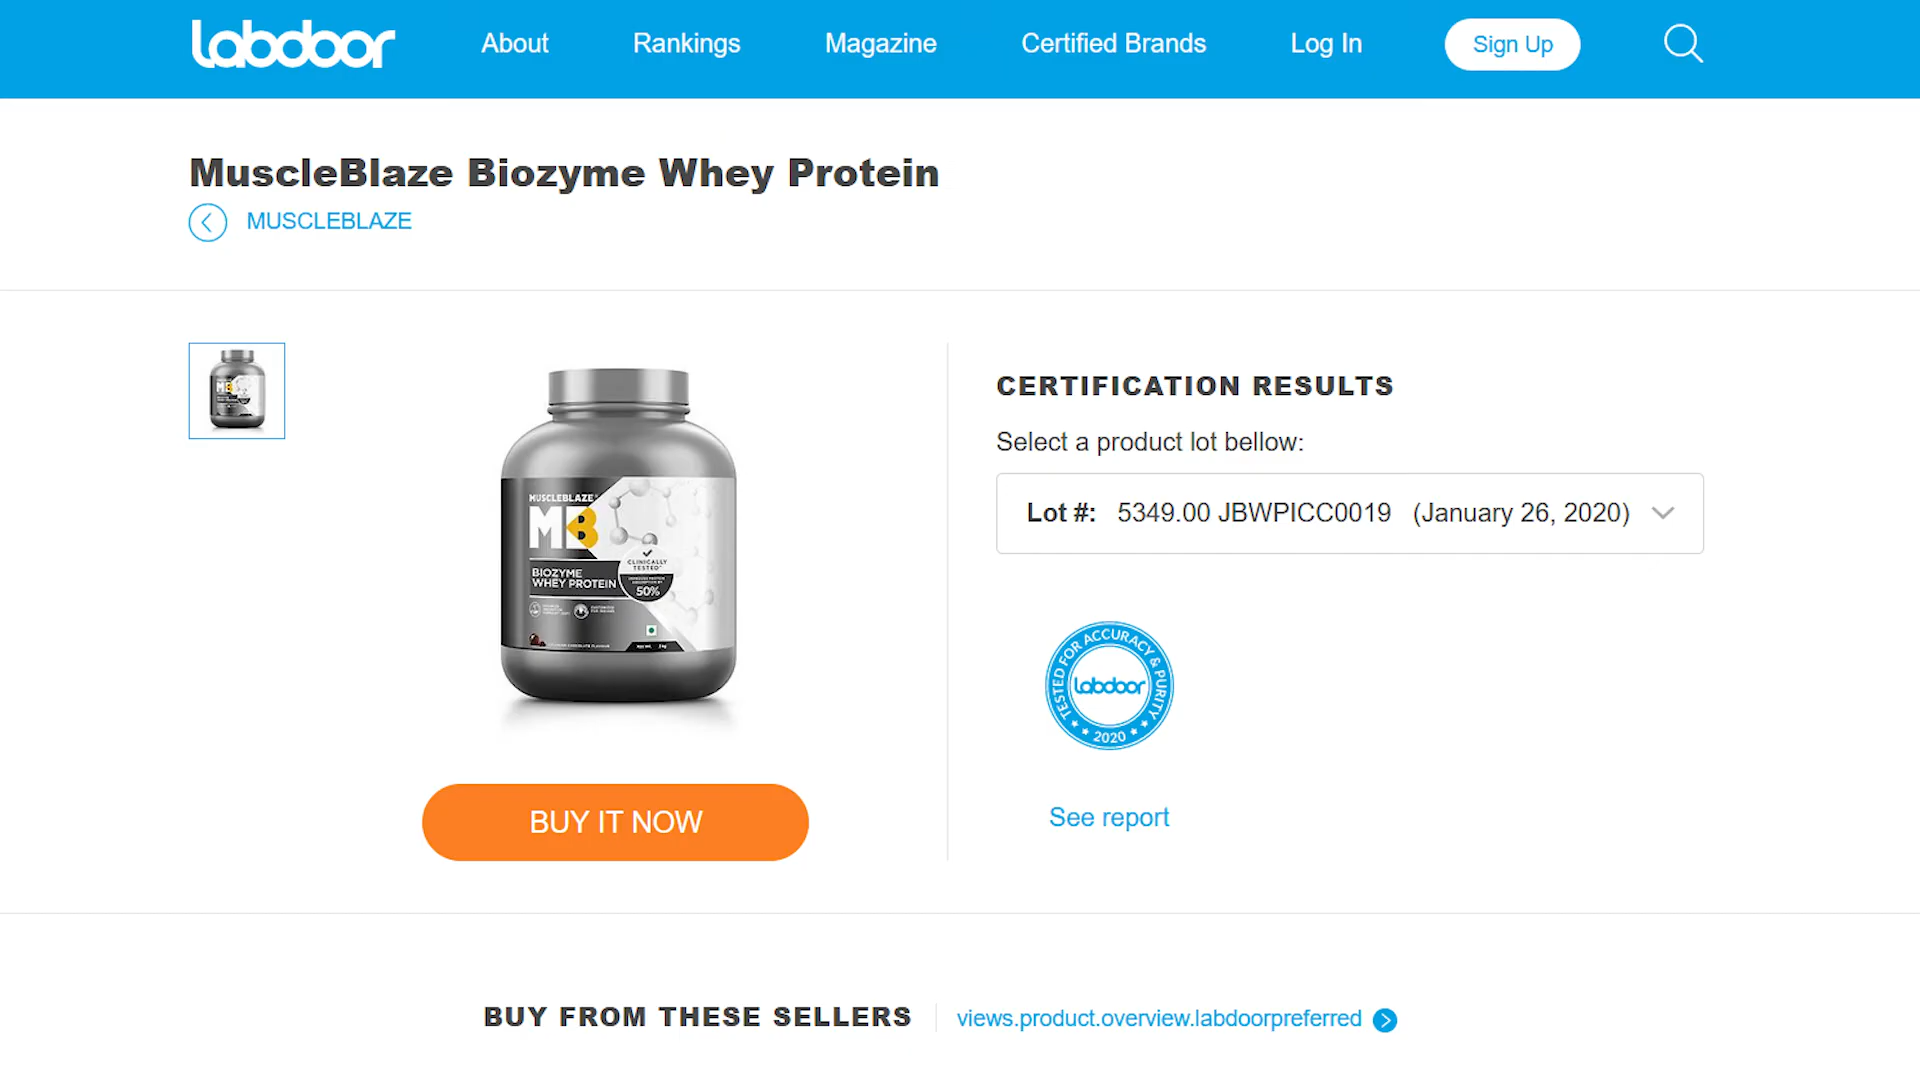 labdoor
About
Rankings
Magazine
Certified Brands
Log In
Sign Up
MuscleBlaze Biozyme Whey Protein
MUSCLEBLAZE
CERTIFICATION RESULTS
Select a product lot bellow:
Lot #: 5349.00 JBWPICC0019 (January 26, 2020)
MUSCLEBLAZE
MB
BIOZYME
WHEY PROTEIN
CLINICALLY
TESTED
50%
TESTED FOR ACCURACY & PURITY
labdoor
2020
See report
BUY IT NOW
BUY FROM THESE SELLERS
views.product.overview.labdoorpreferred